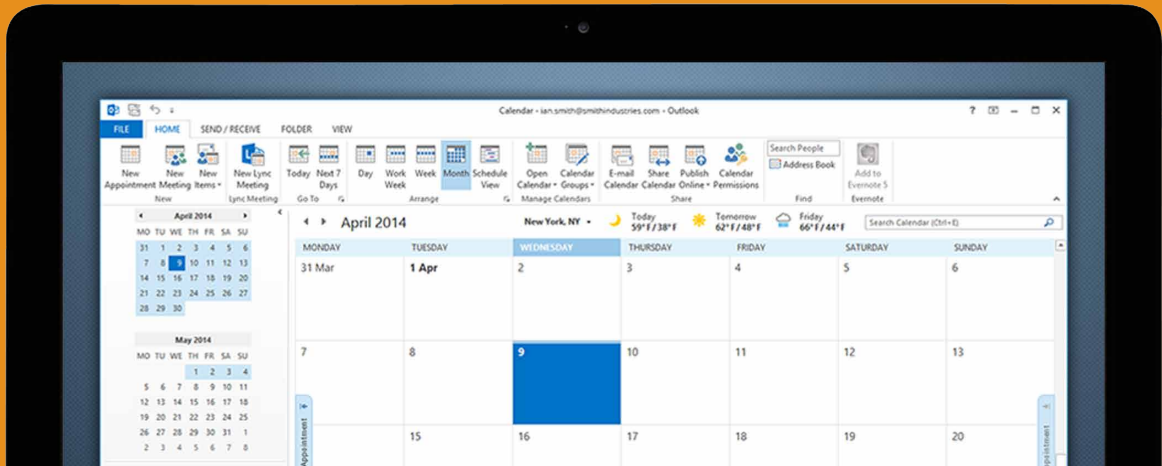 Calendar - ian.smith@smithindustries.com - Outlook
FILE HOME SEND / RECEIVE FOLDER VIEW
New Appointment
New Meeting
New Items
New Lync Meeting
Today
Next 7 Days
Day
Work Week
Week
Month
Schedule View
Open Calendar
Calendar Groups
E-mail Calendar
Share Calendar
Publish Online
Calendar Permissions
Search People
Address Book
Add to Evernote 5
New
Lync Meeting
Go To
Arrange
Manage Calendars
Share
Find
Evernote
April 2014
MO TU WE TH FR SA SU
31 1 2 3 4 5 6
7 8 9 10 11 12 13
14 15 16 17 18 19 20
21 22 23 24 25 26 27
28 29 30
May 2014
MO TU WE TH FR SA SU
1 2 3 4
5 6 7 8 9 10 11
12 13 14 15 16 17 18
19 20 21 22 23 24 25
26 27 28 29 30 31 1
2 3 4 5 6 7 8
April 2014
New York, NY
Today
59°F/38°F
Tomorrow
62°F/48°F
Friday
66°F/44°F
Search Calendar (Ctrl+E)
MONDAY TUESDAY WEDNESDAY THURSDAY FRIDAY SATURDAY SUNDAY
31 Mar 1 Apr 2 3 4 5 6
7 8 9 10 11 12 13
15 16 17 18 19 20
Appointment